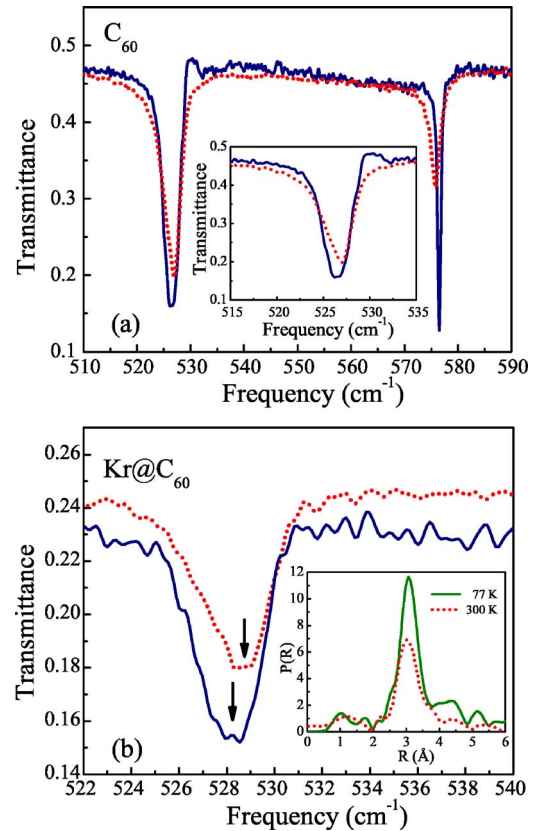 C60
0.5
0.4
0.3
0.2
0.1
Transmittance
(a)
0.5
0.4
0.3
0.2
0.1
Transmittance
515 520 525 530 535
Frequency (cm-1)
510 520 530 540 550 560 570 580 590
Frequency (cm-1)
Kr@C60
0.26
0.24
0.22
0.20
0.18
0.16
0.14
Transmittance
(b)
12
10
8
6
4
2
0
P(R)
77 K
300 K
0 1 2 3 4 5 6
R (Å)
522 524 526 528 530 532 534 536 538 540
Frequency (cm-1)